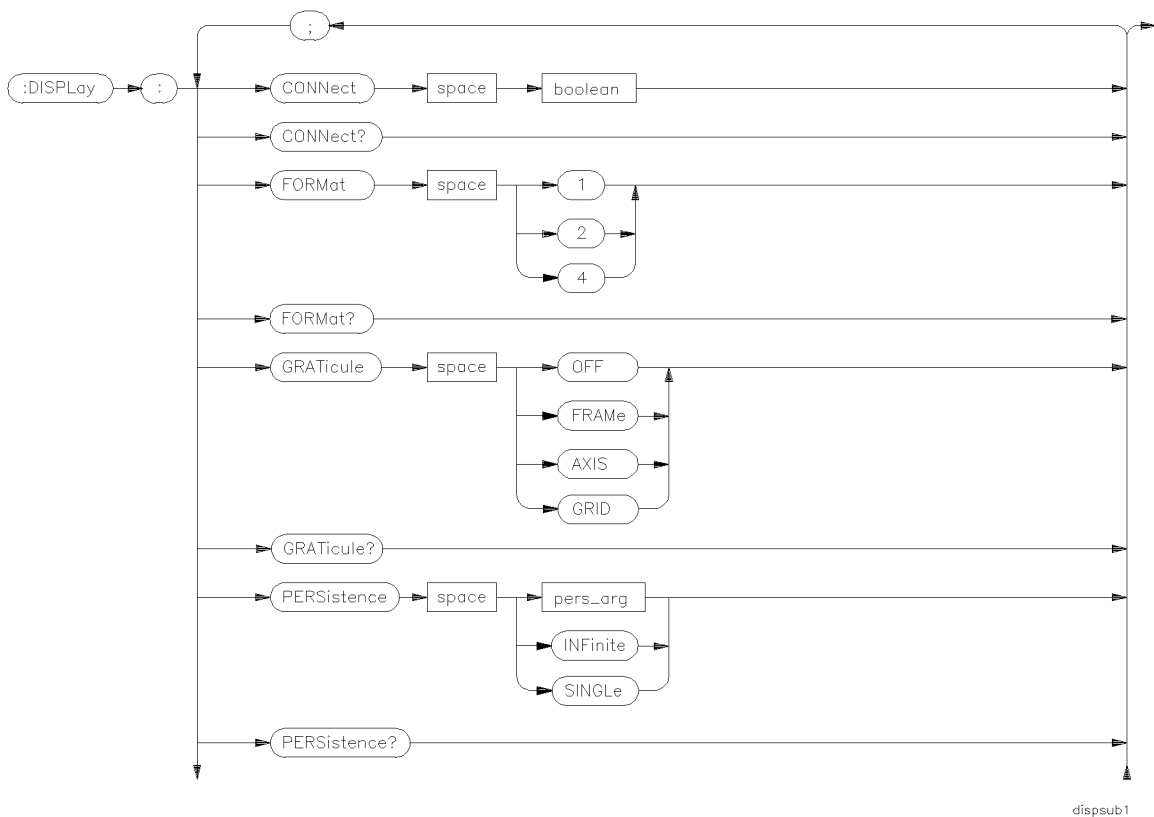 ;
:DISPLay : CONNect space boolean
CONNect?
FORMat space 1
2
4
FORMat?
GRATicule space OFF
FRAMe
AXIS
GRID
GRATicule?
PERSistence space pers_arg
INFinite
SINGLe
PERSistence?
dispsub1